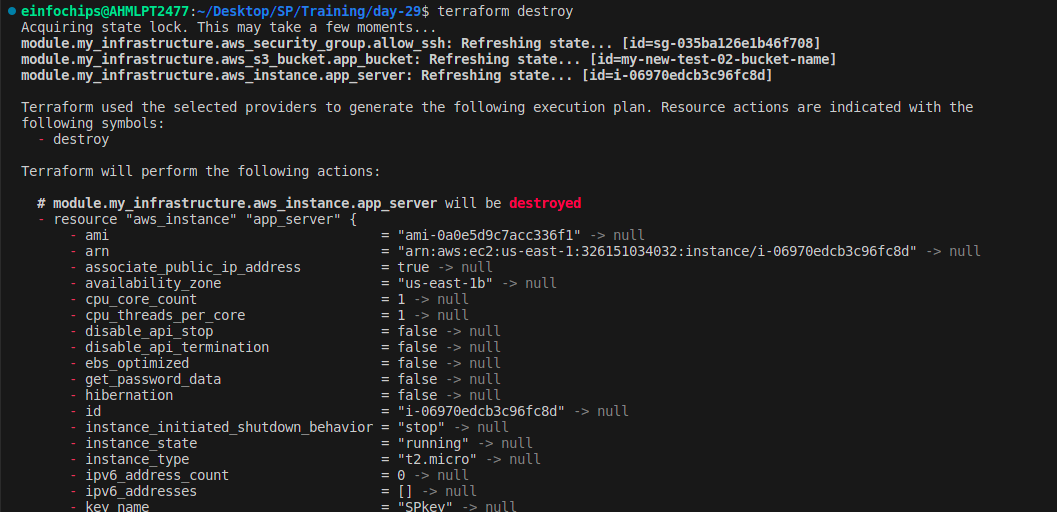 einfochips@AHMLPT2477:~/Desktop/SP/Training/day-29$ terraform destroy
Acquiring state lock. This may take a few moments...
module.my_infrastructure.aws_security_group.allow_ssh: Refreshing state... [id=sg-035ba126e1b46f708]
module.my_infrastructure.aws_s3_bucket.app_bucket: Refreshing state... [id=my-new-test-02-bucket-name]
module.my_infrastructure.aws_instance.app_server: Refreshing state... [id=i-06970edcb3c96fc8d]
Terraform used the selected providers to generate the following execution plan. Resource actions are indicated with the
following symbols:
- destroy
Terraform will perform the following actions:
# module.my_infrastructure.aws_instance.app_server will be destroyed
- resource "aws_instance" "app_server" {
- ami = "ami-0a0e5d9c7acc336f1" -> null
- arn = "arn:aws:ec2:us-east-1:326151034032:instance/i-06970edcb3c96fc8d" -> null
- associate_public_ip_address = true -> null
- availability_zone = "us-east-1b" -> null
- cpu_core_count = 1 -> null
- cpu_threads_per_core = 1 -> null
- disable_api_stop = false -> null
- disable_api_termination = false -> null
- ebs_optimized = false -> null
- get_password_data = false -> null
- hibernation = false -> null
- id = "i-06970edcb3c96fc8d" -> null
- instance_initiated_shutdown_behavior = "stop" -> null
- instance_state = "running" -> null
- instance_type = "t2.micro" -> null
- ipv6_address_count = 0 -> null
- ipv6_addresses = [] -> null
- key_name = "SPkey" -> null